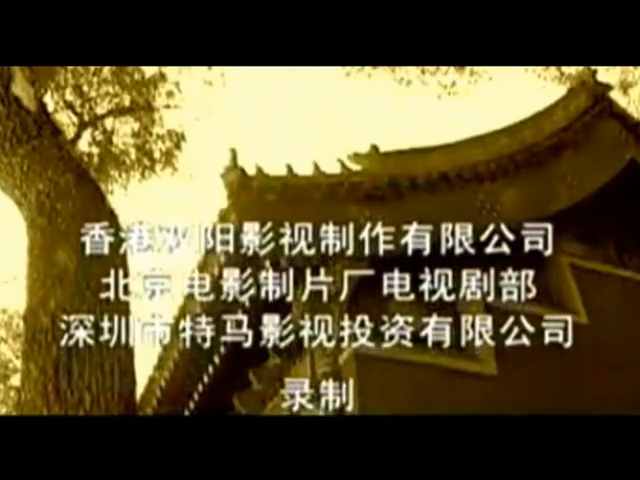 香港双阳影视制作有限公司
北京电影制片厂电视剧部
深圳市特马影视投资有限公司
录制